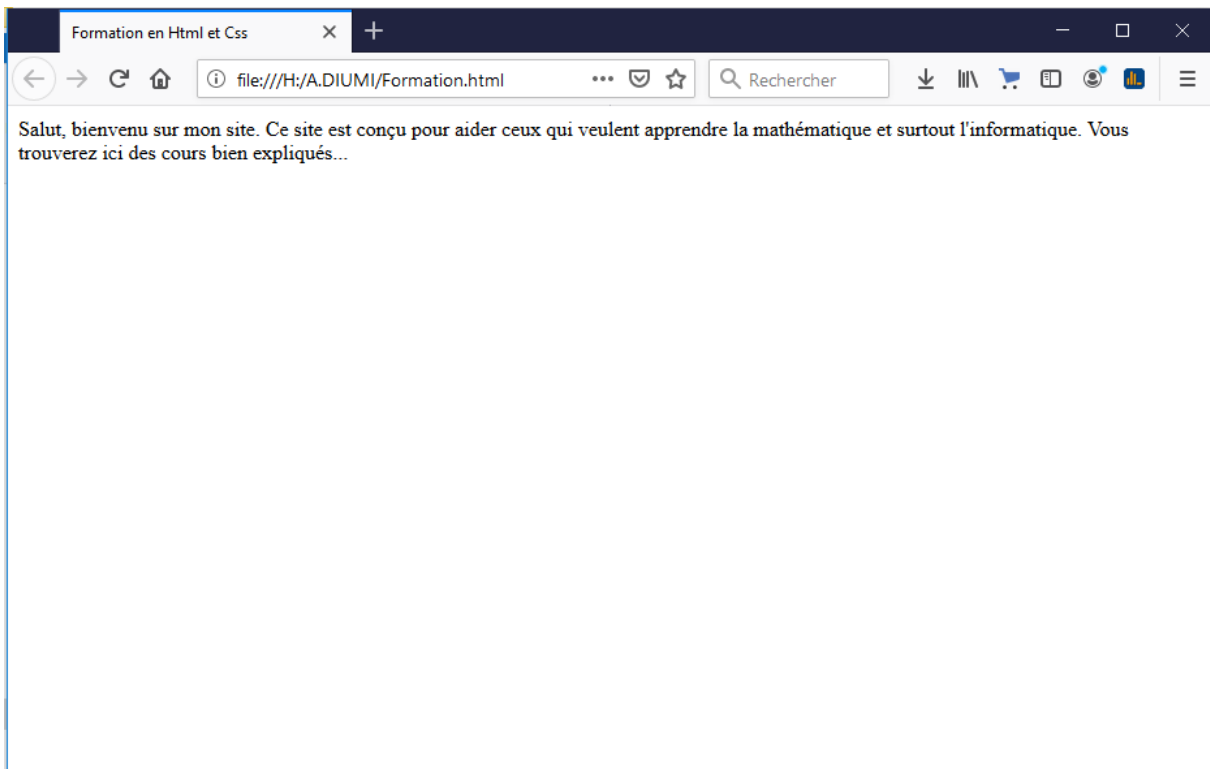 Formation en Html et Css
file:///H:/A.DIUMI/Formation.html
Rechercher
Salut, bienvenu sur mon site. Ce site est conçu pour aider ceux qui veulent apprendre la mathématique et surtout l'informatique. Vous
trouverez ici des cours bien expliqués...